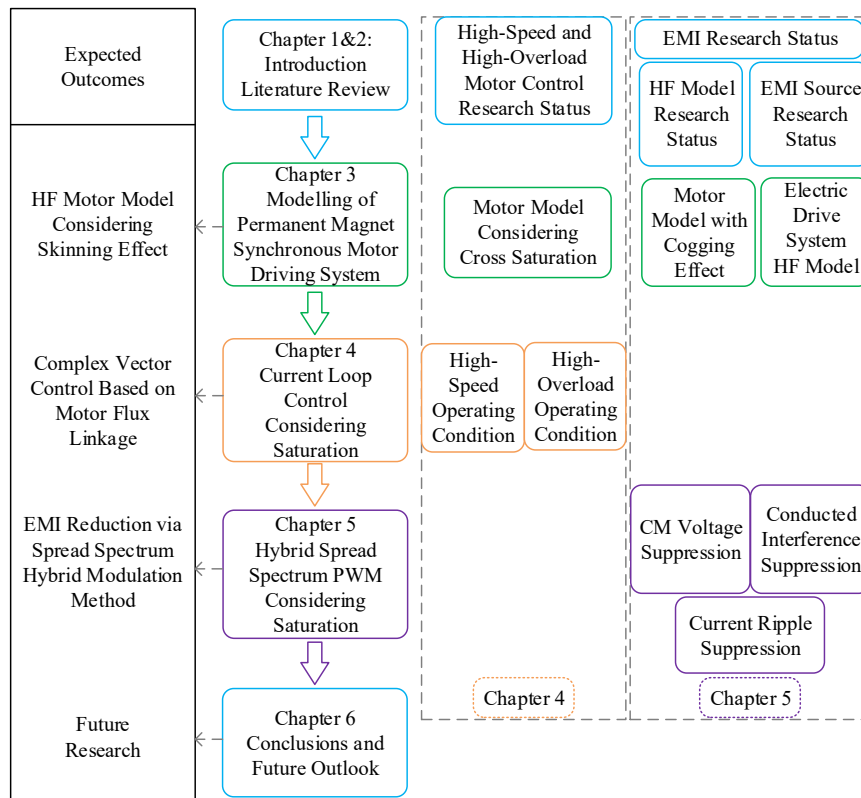 Expected
Outcomes
Chapter 1&2:
Introduction
Literature Review
High-Speed and
High-Overload
Motor Control
Research Status
EMI Research Status
HF Model
Research
Status
EMI Source
Research
Status
HF Motor Model
Considering
Skinning Effect
Chapter 3
Modelling of
Permanent Magnet
Synchronous Motor
Driving System
Motor Model
Considering
Cross Saturation
Motor
Model with
Cogging
Effect
Electric
Drive
System
HF Model
Complex Vector
Control Based on
Motor Flux
Linkage
Chapter 4
Current Loop
Control
Considering
Saturation
High-
Speed
Operating
Condition
High-
Overload
Operating
Condition
EMI Reduction via
Spread Spectrum
Hybrid Modulation
Method
Chapter 5
Hybrid Spread
Spectrum PWM
Considering
Saturation
CM Voltage
Suppression
Conducted
Interference
Suppression
Current Ripple
Suppression
Future
Research
Chapter 6
Conclusions and
Future Outlook
Chapter 4
Chapter 5